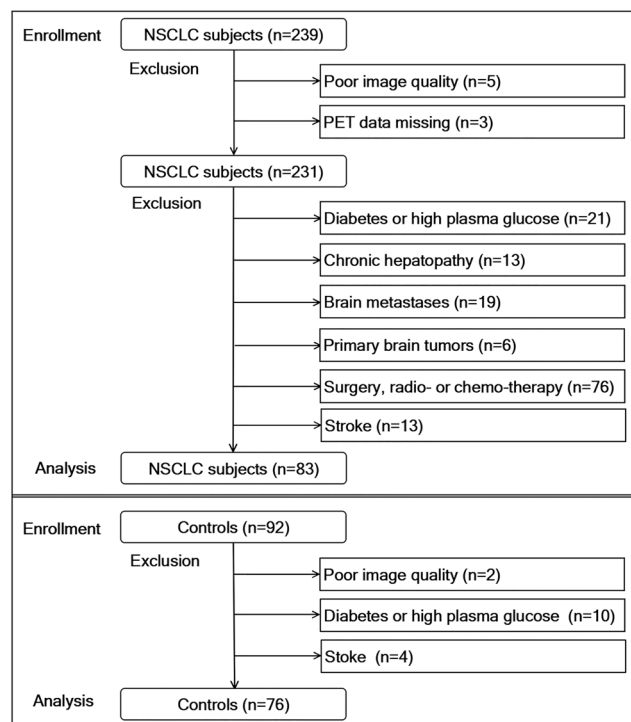 Enrollment
NSCLC subjects (n=239)
Exclusion
Poor image quality (n=5)
PET data missing (n=3)
NSCLC subjects (n=231)
Exclusion
Diabetes or high plasma glucose (n=21)
Chronic hepatopathy (n=13)
Brain metastases (n=19)
Primary brain tumors (n=6)
Surgery, radio- or chemo-therapy (n=76)
Stroke (n=13)
Analysis
NSCLC subjects (n=83)
Enrollment
Controls (n=92)
Exclusion
Poor image quality (n=2)
Diabetes or high plasma glucose (n=10)
Stoke (n=4)
Analysis
Controls (n=76)